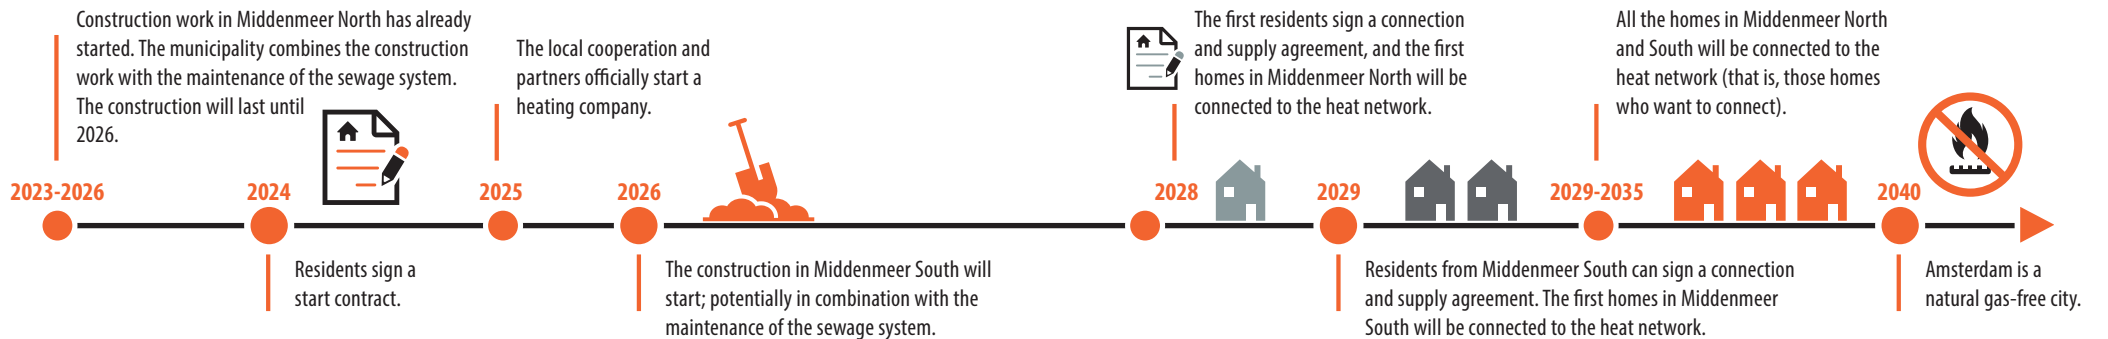 Construction work in Middenmeer North has already
started. The municipality combines the construction
work with the maintenance of the sewage system.
The construction will last until
2026.
2023-2026
2024
Residents sign a
start contract.
The local cooperation and
partners officially start a
heating company.
2025
2026
The construction in Middenmeer South will
start; potentially in combination with the
maintenance of the sewage system.
The first residents sign a connection
and supply agreement, and the first
homes in Middenmeer North will be
connected to the heat network.
2028
2029
Residents from Middenmeer South can sign a connection
and supply agreement. The first homes in Middenmeer
South will be connected to the heat network.
All the homes in Middenmeer North
and South will be connected to the
heat network (that is, those homes
who want to connect).
2029-2035
2040
Amsterdam is a
natural gas-free city.